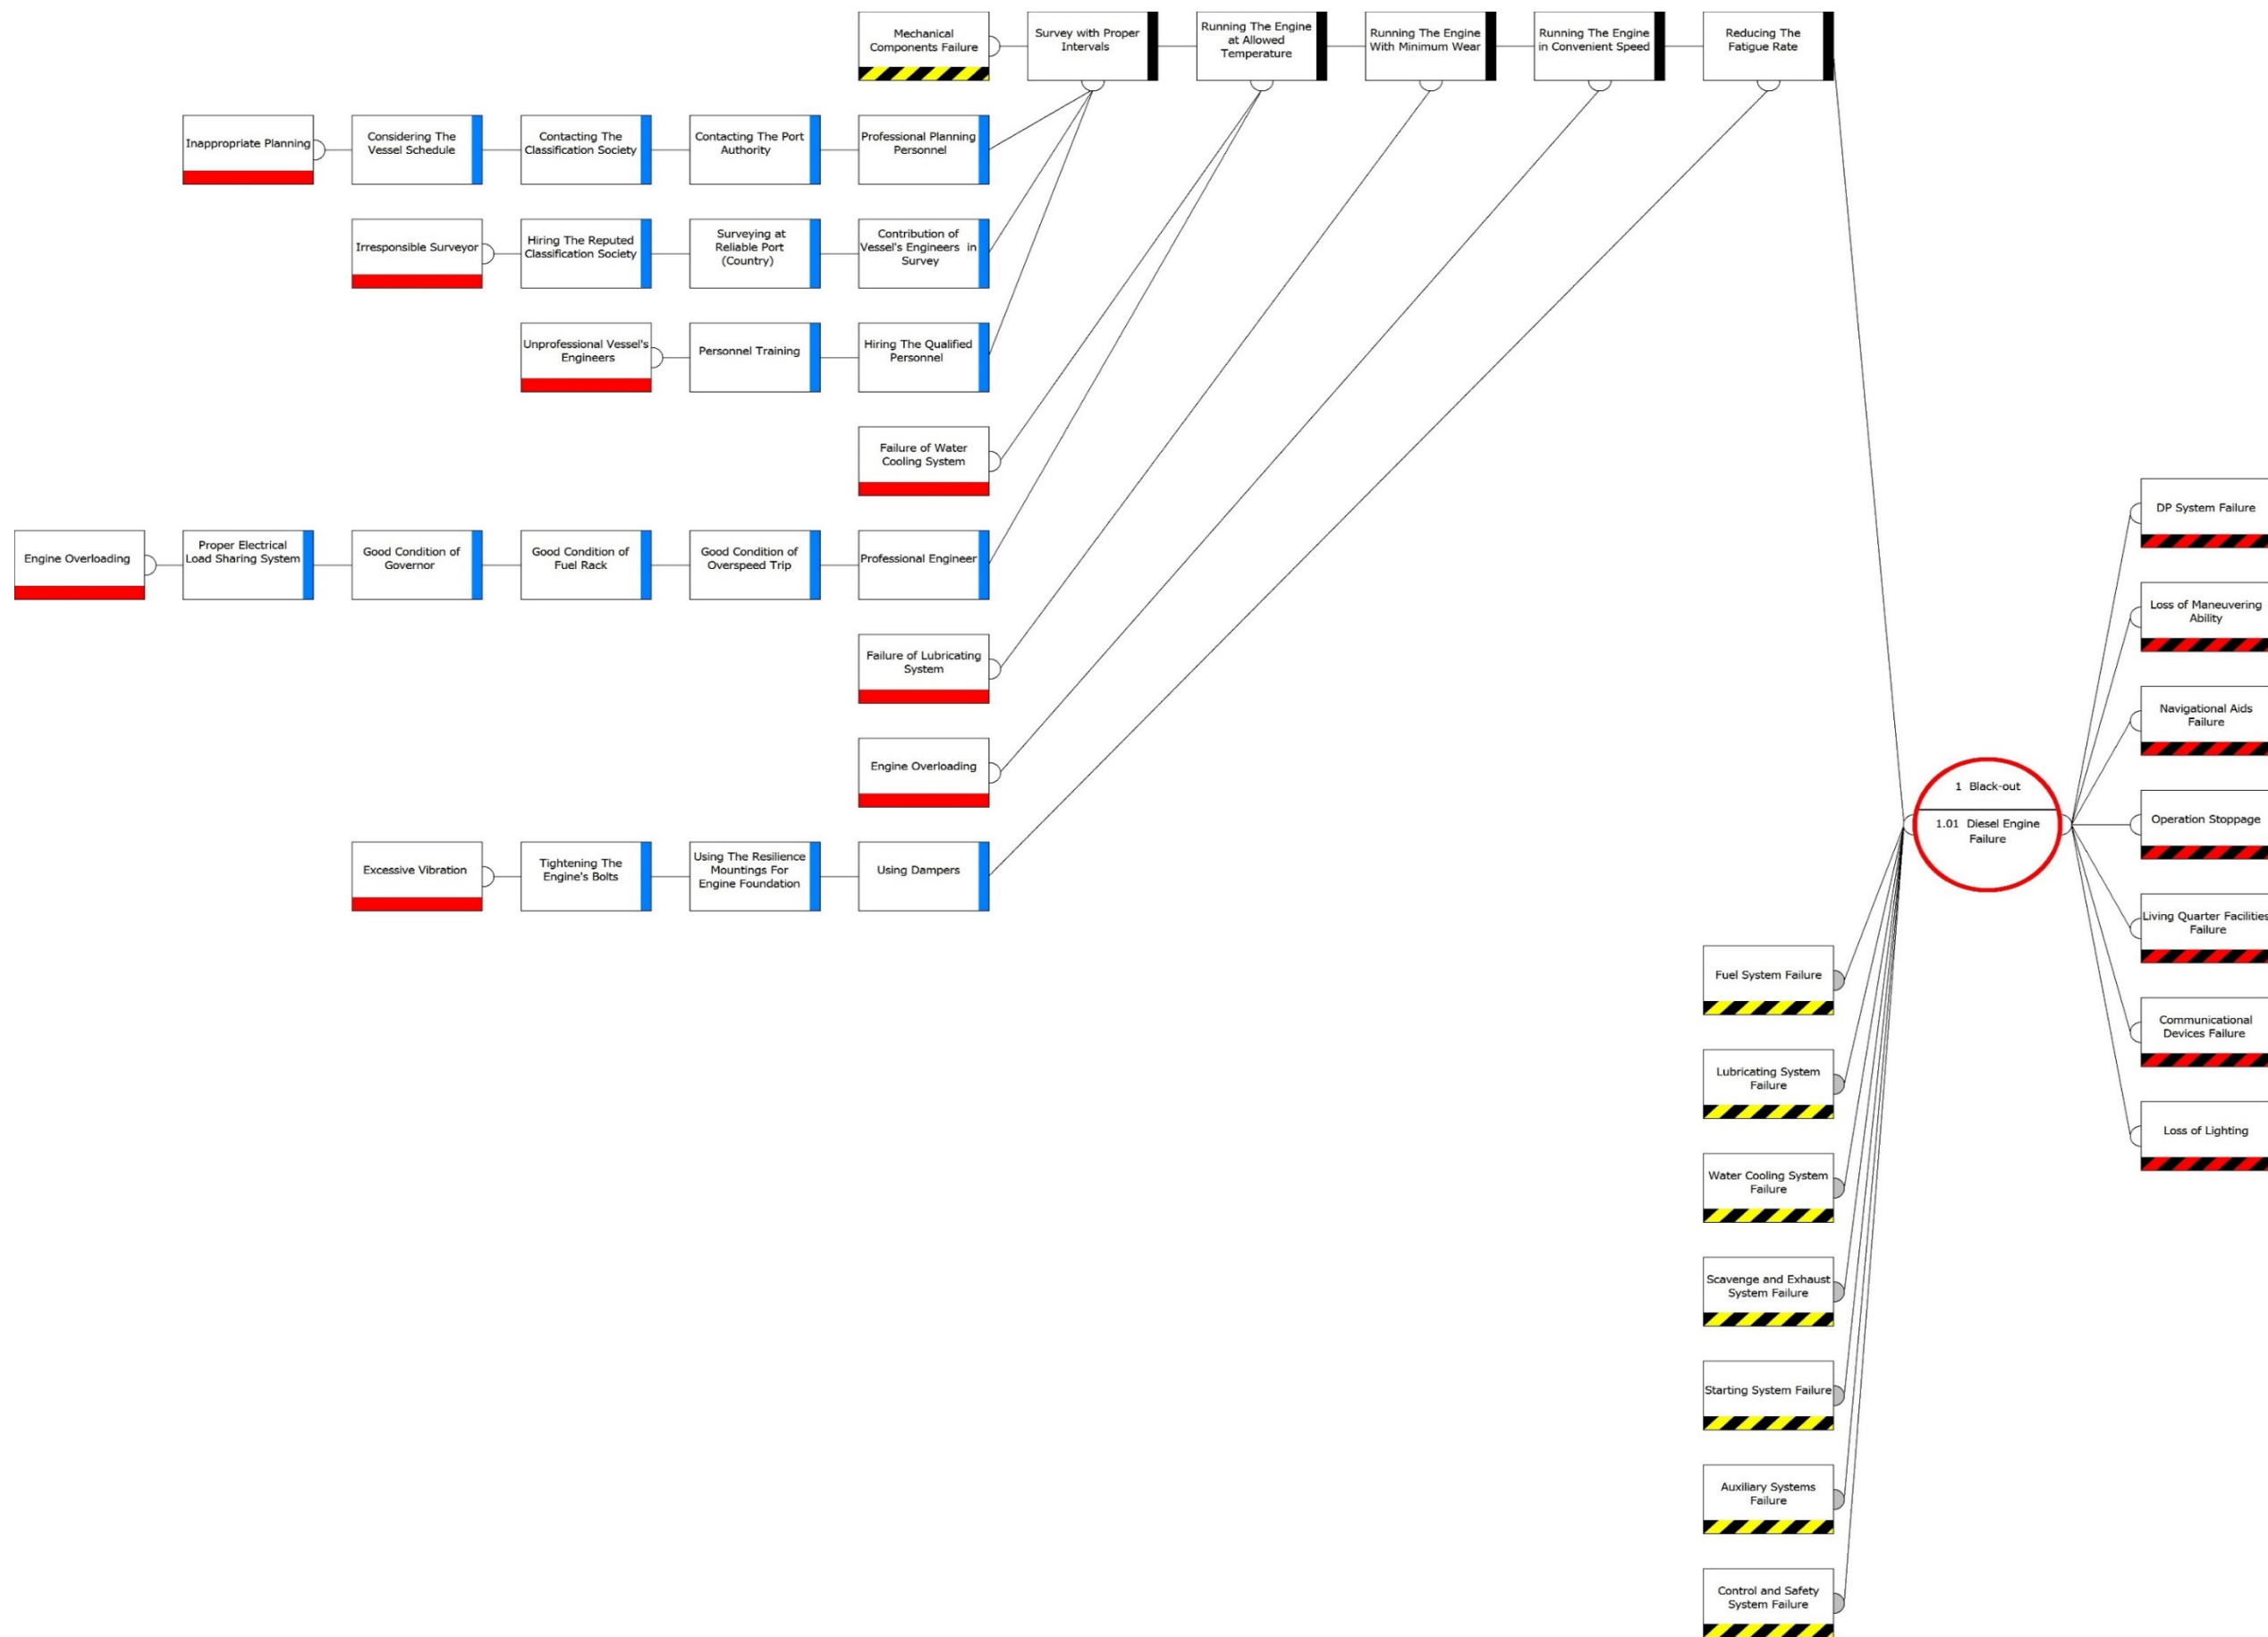 Mechanical
Components Failure
Survey with Proper
Intervals
Running The Engine
at Allowed
Temperature
Running The Engine
With Minimum Wear
Running The Engine
in Convenient Speed
Reducing The
Fatigue Rate
Inappropriate Planning
Considering The
Vessel Schedule
Contacting The
Classification Society
Contacting The Port
Authority
Professional Planning
Personnel
Irresponsible Surveyor
Hiring The Reputed
Classification Society
Surveying at
Reliable Port
(Country)
Contribution of
Vessel's Engineers in
Survey
Unprofessional Vessel's
Engineers
Personnel Training
Hiring The Qualified
Personnel
Failure of Water
Cooling System
Engine Overloading
Proper Electrical
Load Sharing System
Good Condition of
Governor
Good Condition of
Fuel Rack
Good Condition of
Overspeed Trip
Professional Engineer
Failure of Lubricating
System
Engine Overloading
Excessive Vibration
Tightening The
Engine's Bolts
Using The Resilience
Mountings For
Engine Foundation
Using Dampers
1 Black-out
1.01 Diesel Engine
Failure
DP System Failure
Loss of Maneuvering
Ability
Navigational Aids
Failure
Operation Stoppage
Living Quarter Facilities
Failure
Communicational
Devices Failure
Loss of Lighting
Fuel System Failure
Lubricating System
Failure
Water Cooling System
Failure
Scavenge and Exhaust
System Failure
Starting System Failure
Auxiliary Systems
Failure
Control and Safety
System Failure